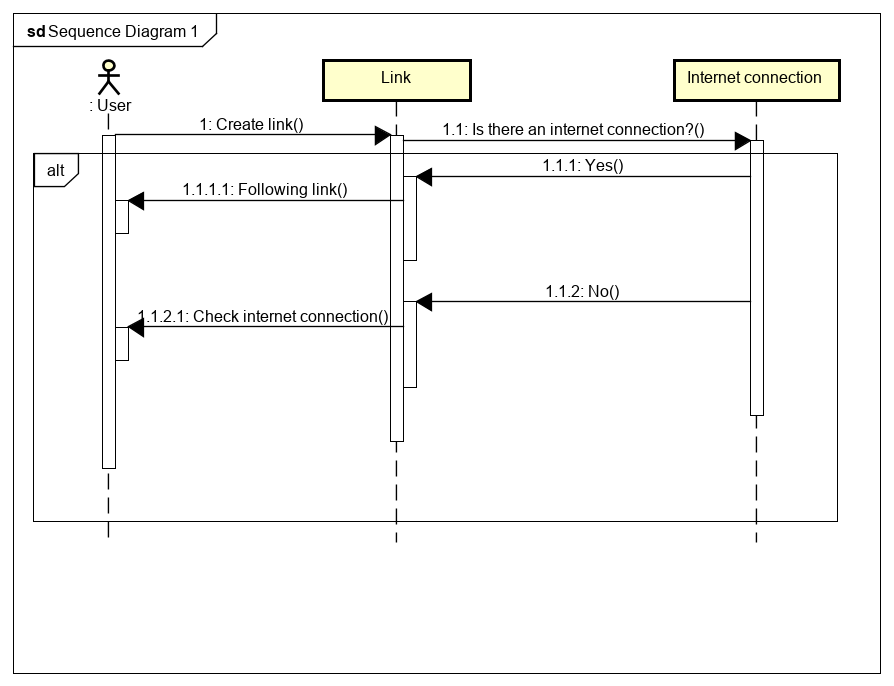 sd Sequence Diagram 1
: User
Link
Internet connection
1: Create link()
1.1: Is there an internet connection?()
alt
1.1.1: Yes()
1.1.1.1: Following link()
1.1.2: No()
1.1.2.1: Check internet connection()